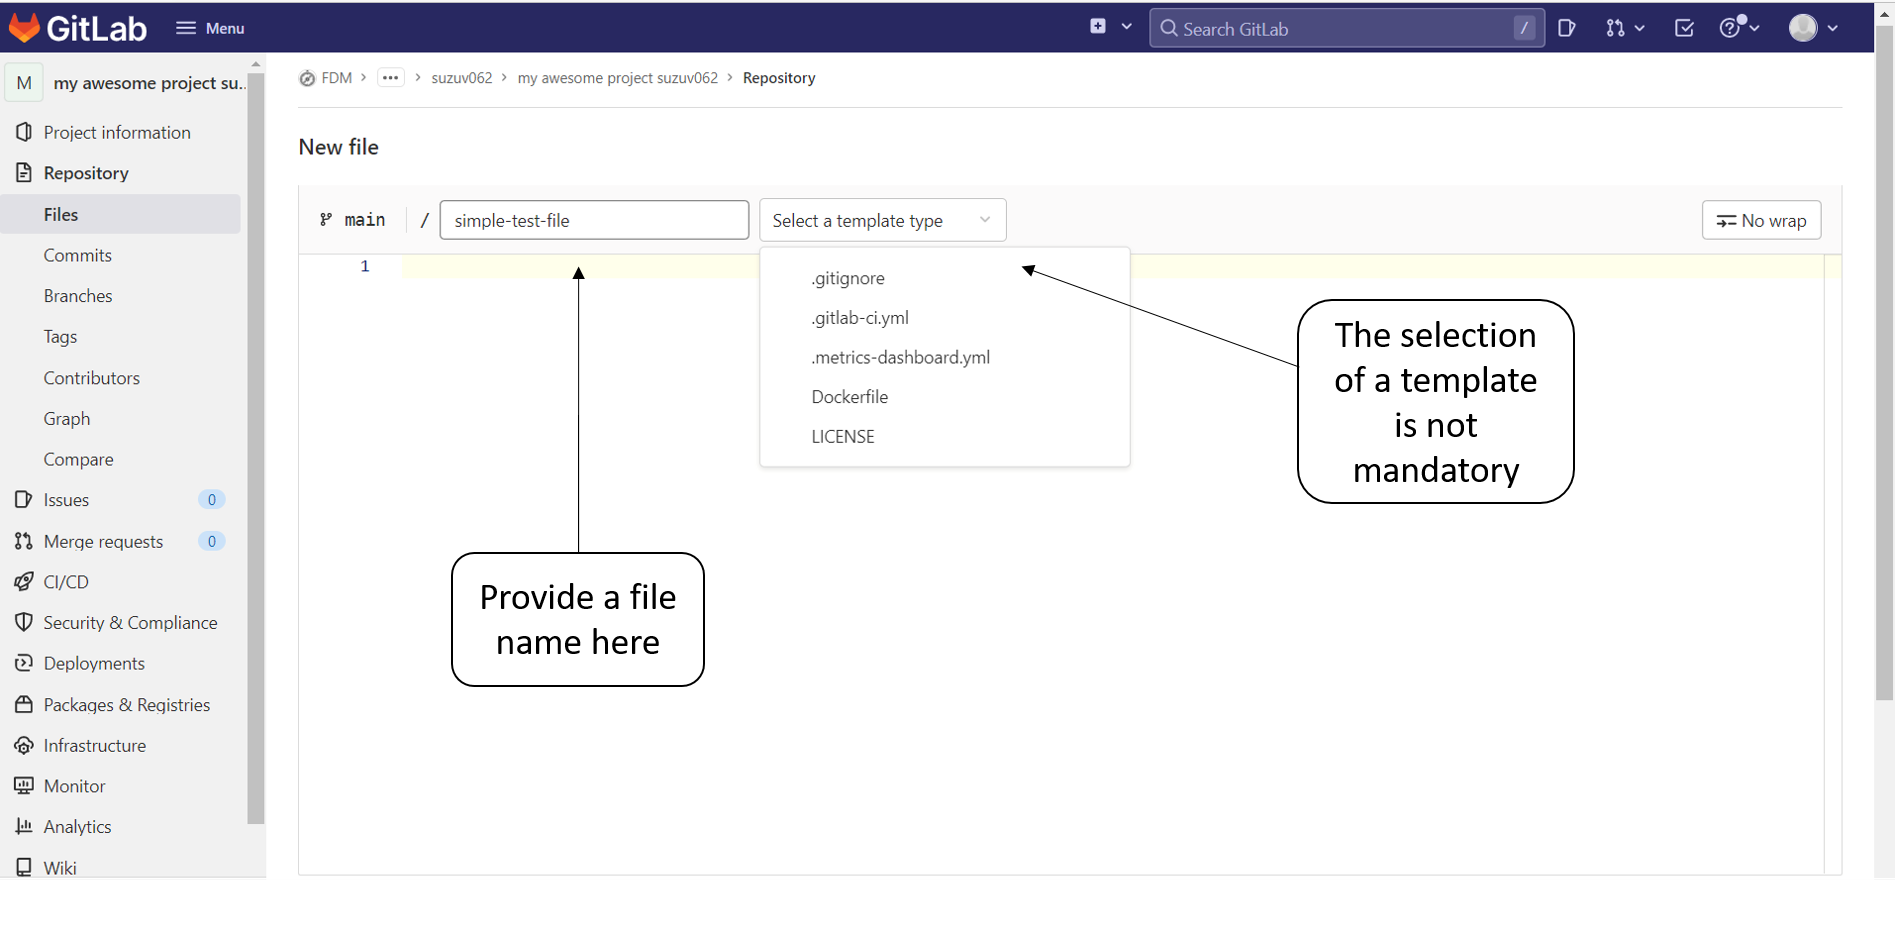 GitLab
Menu
Search GitLab
/
M
my awesome project su..
FDM > ... > suzuv062 > my awesome project suzuv062 > Repository
Project information
Repository
Files
Commits
Branches
Tags
Contributors
Graph
Compare
Issues 0
Merge requests 0
CI/CD
Security & Compliance
Deployments
Packages & Registries
Infrastructure
Monitor
Analytics
Wiki
New file
main / simple-test-file
Select a template type
No wrap
1
.gitignore
.gitlab-ci.yml
.metrics-dashboard.yml
Dockerfile
LICENSE
The selection
of a template
is not
mandatory
Provide a file
name here